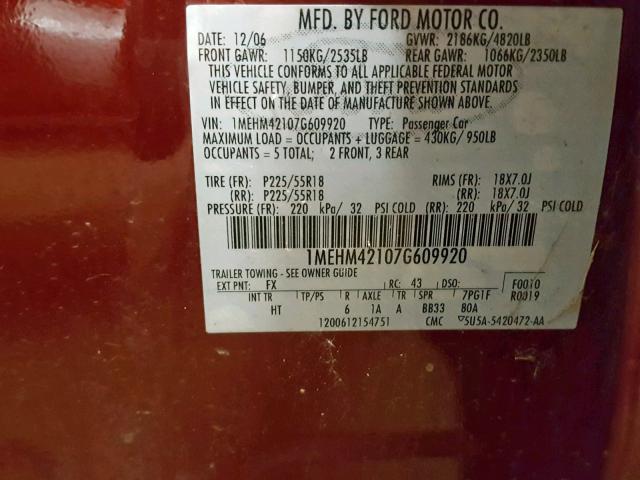 MFD. BY FORD MOTOR CO.
DATE: 12/06 GVWR: 2186KG/4820LB
FRONT GAWR: 1150KG/2535LB REAR GAWR: 1066KG/2350LB
THIS VEHICLE CONFORMS TO ALL APPLICABLE FEDERAL MOTOR
VEHICLE SAFETY, BUMPER, AND THEFT PREVENTION STANDARDS
IN EFFECT ON THE DATE OF MANUFACTURE SHOWN ABOVE.
VIN: 1MEHM42107G609920 TYPE: Passenger Car
MAXIMUM LOAD = OCCUPANTS + LUGGAGE = 430KG/ 950LB
OCCUPANTS = 5 TOTAL; 2 FRONT, 3 REAR
TIRE (FR): P225/55R18 RIMS (FR): 18X7.0J
(RR): P225/55R18 (RR): 18X7.0J
PRESSURE (FR): 220 kPa/ 32 PSI COLD (RR): 220 kPa/ 32 PSI COLD
1MEHM42107G609920
TRAILER TOWING - SEE OWNER GUIDE
EXT PNT: FX RC: 43 DSO: F0010
INT TR TP/PS R AXLE TR SPR 7PG1F R0019
HT 6 1A A BB33 80A
1200612154751 CMC ▽5U5A-5420472-AA